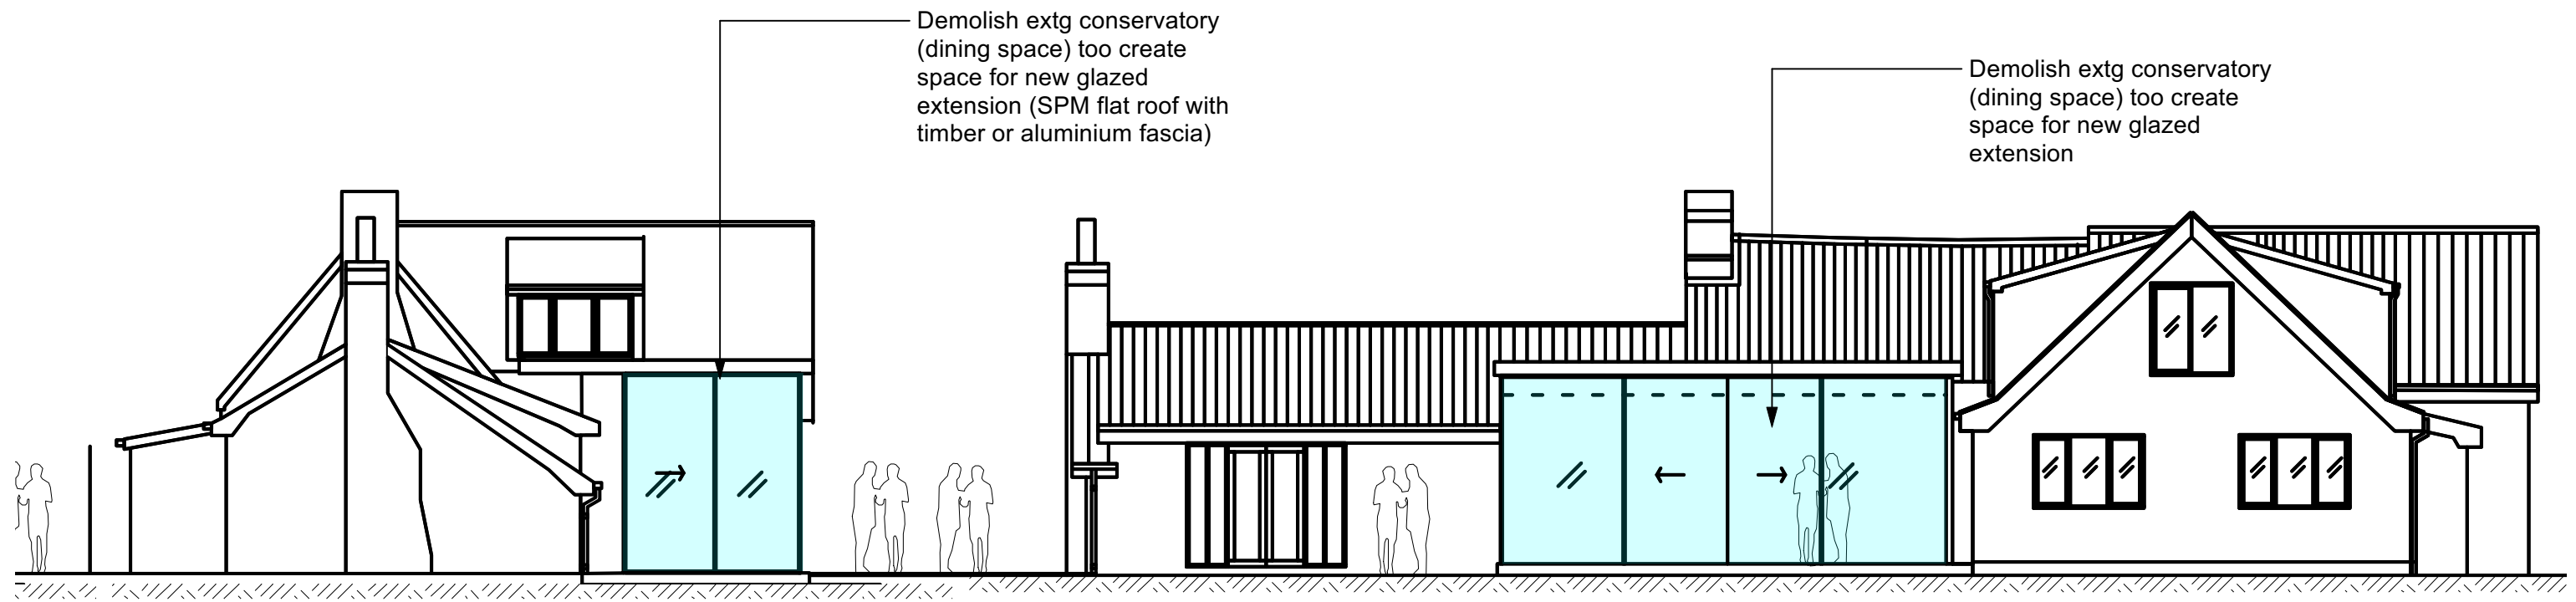 Demolish extg conservatory
(dining space) too create
space for new glazed
extension (SPM flat roof with
timber or aluminium fascia)
Demolish extg conservatory
(dining space) too create
space for new glazed
extension